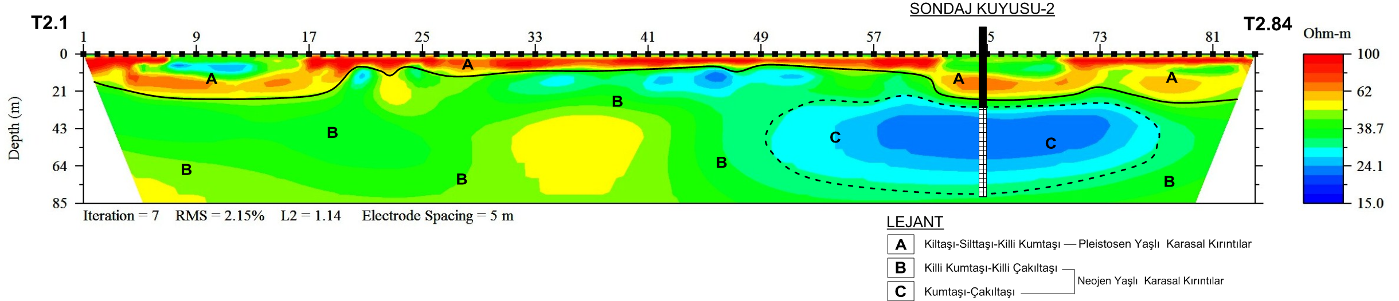 SONDAJ KUYUSU-2
T2.1
T2.84
1 9 17 25 33 41 49 57 65 73 81
Ohm-m
Depth (m)
0
21
43
64
85
100
62
38.7
24.1
15.0
A A A A
B B B B B B
C C
Iteration = 7 RMS = 2.15% L2 = 1.14 Electrode Spacing = 5 m
LEJANT
A Kiltaşı-Silttaşı-Killi Kumtaşı — Pleistosen Yaşlı Karasal Kırıntılar
B Killi Kumtaşı-Killi Çakıltaşı
Neojen Yaşlı Karasal Kırıntılar
C Kumtaşı-Çakıltaşı